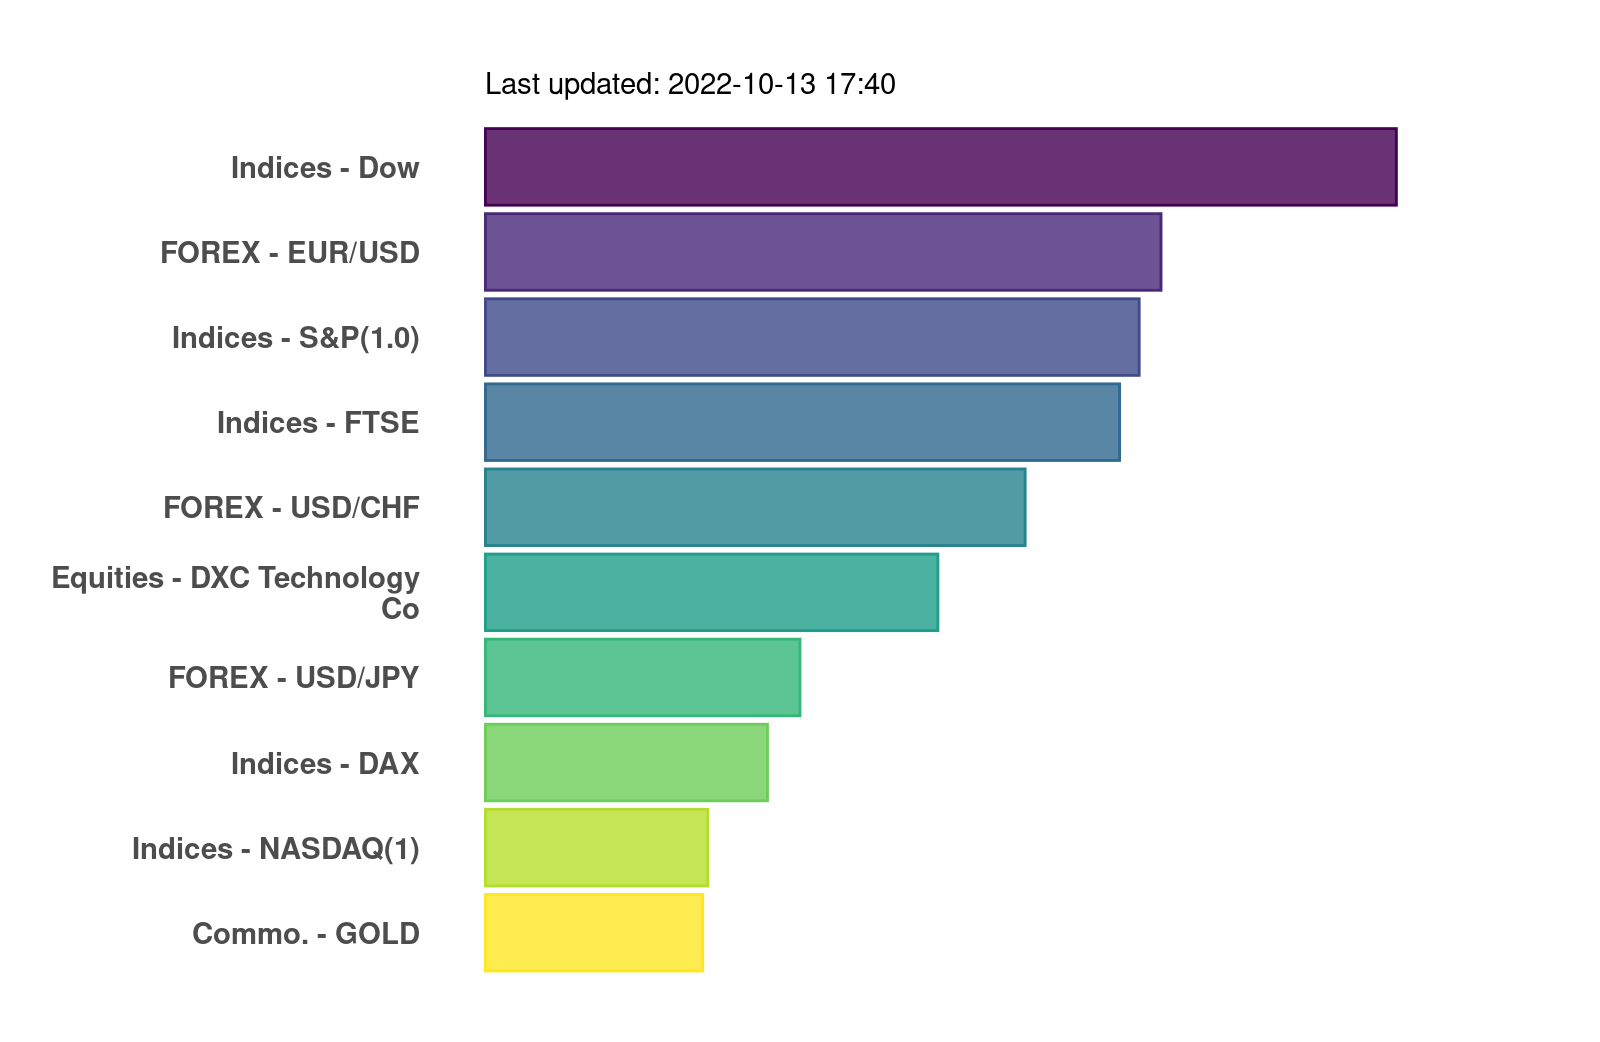 Last updated: 2022-10-13 17:40
Indices - Dow
FOREX - EUR/USD
Indices - S&P(1.0)
Indices - FTSE
FOREX - USD/CHF
Equities - DXC Technology
Co
FOREX - USD/JPY
Indices - DAX
Indices - NASDAQ(1)
Commo. - GOLD